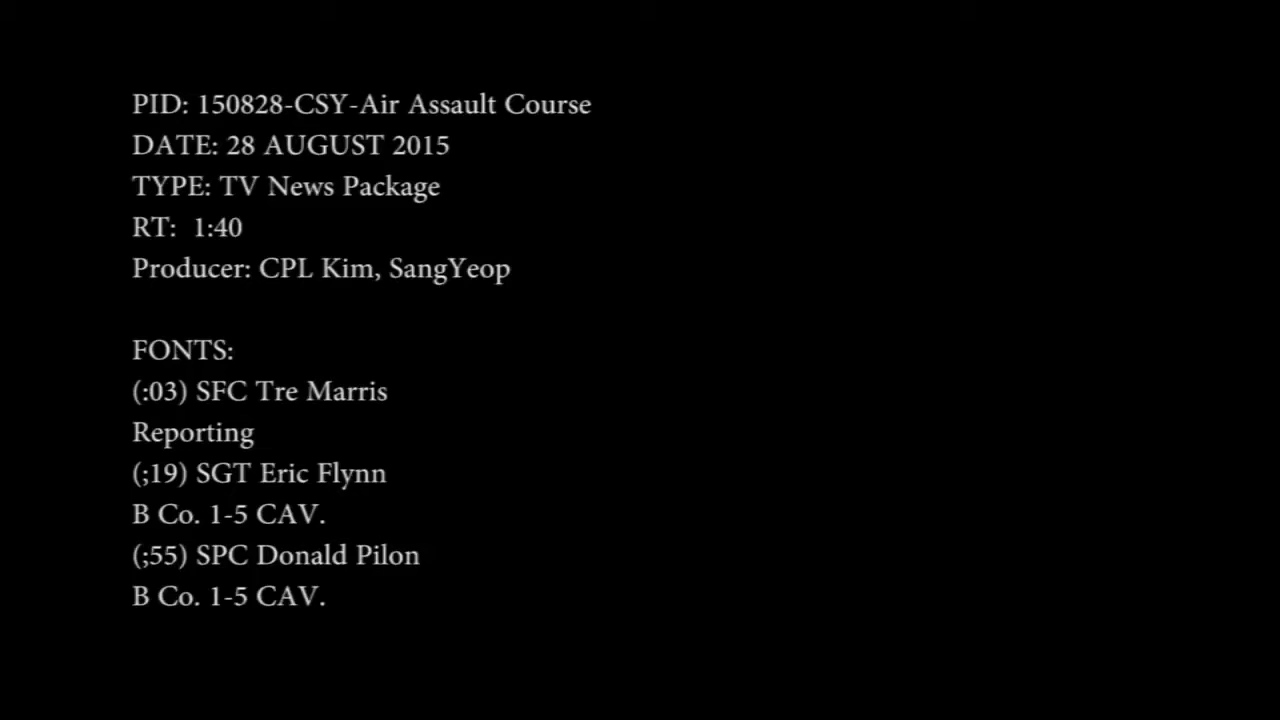 PID: 150828-CSY-Air Assault Course
DATE: 28 AUGUST 2015
TYPE: TV News Package
RT:  1:40
Producer: CPL Kim, SangYeop

FONTS:
(:03) SFC Tre Marris
Reporting
(;19) SGT Eric Flynn
B Co. 1-5 CAV.
(;55) SPC Donald Pilon
B Co. 1-5 CAV.